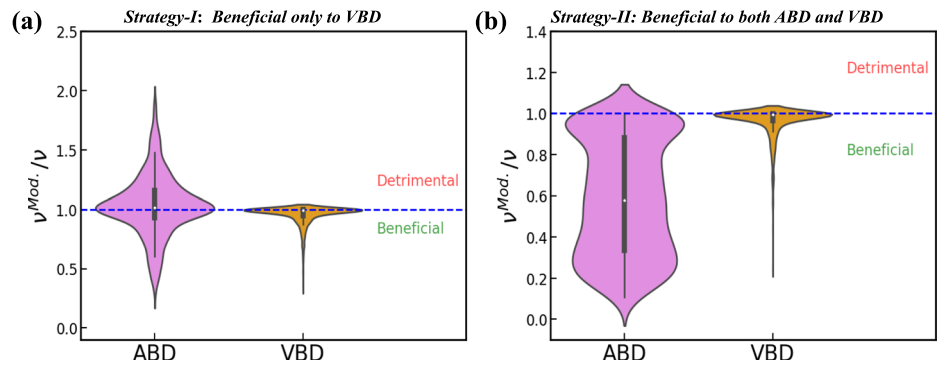 (a) Strategy-I: Beneficial only to VBD
2.5
2.0
1.5
1.0
0.5
0.0
ν^Mod./ν
Detrimental
Beneficial
ABD VBD
(b) Strategy-II: Beneficial to both ABD and VBD
1.4
1.2
1.0
0.8
0.6
0.4
0.2
0.0
ν^Mod./ν
Detrimental
Beneficial
ABD VBD